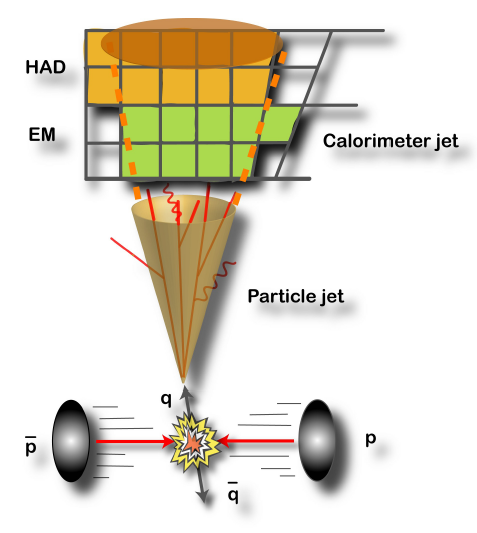 HAD
EM
Calorimeter jet
Particle jet
q
p̅
p
q̅